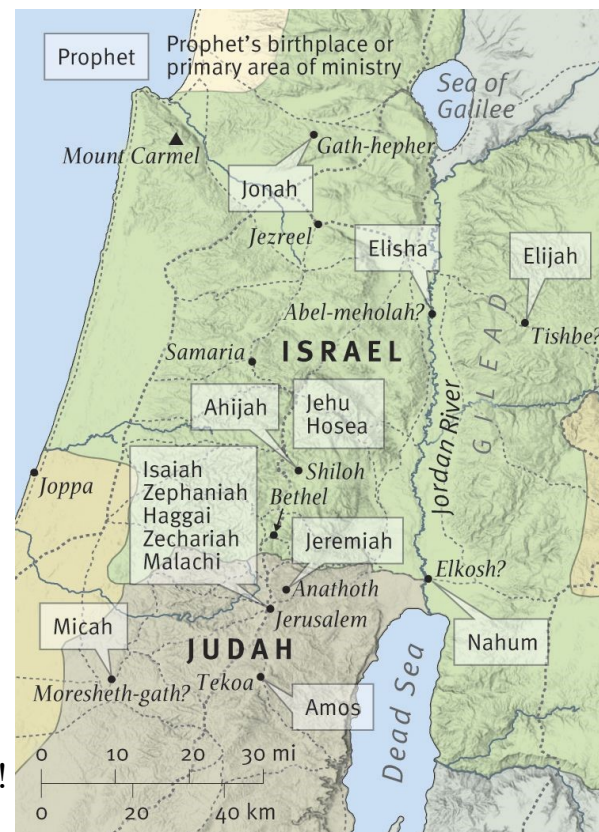 Prophet
Prophet’s birthplace or
primary area of ministry
Sea of
Galilee
Mount Carmel
Gath-hepher
Jonah
Jezreel
Elisha
Elijah
Abel-meholah?
Tishbe?
GILEAD
Samaria
ISRAEL
Ahijah
Jehu
Hosea
Jordan River
Shiloh
Joppa
Isaiah
Zephaniah
Haggai
Zechariah
Malachi
Bethel
Jeremiah
Elkosh?
Anathoth
Jerusalem
Micah
JUDAH
Nahum
Moresheth-gath?
Tekoa
Amos
Dead Sea
!
0 10 20 30 mi
0 20 40 km